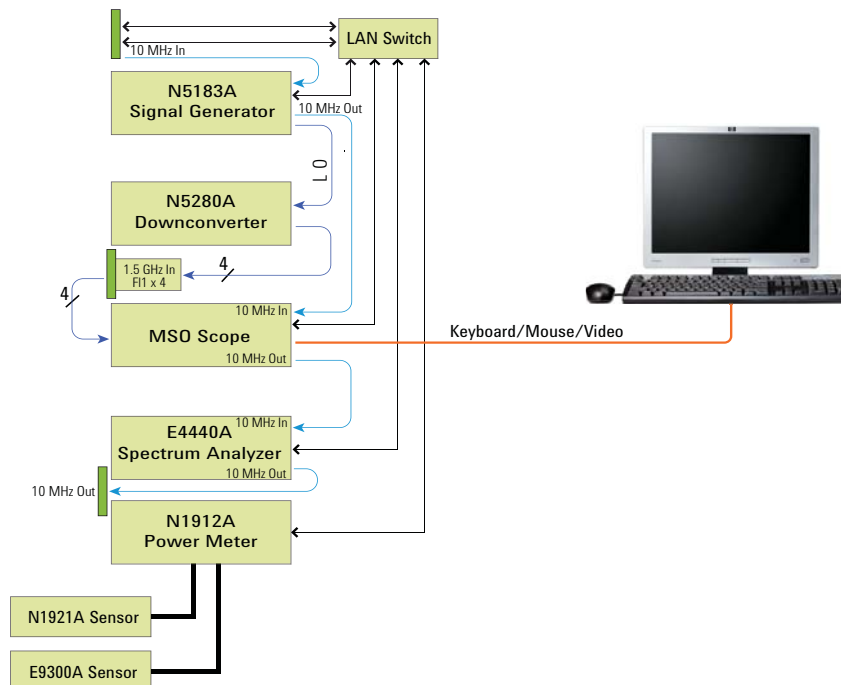 LAN Switch
10 MHz In
N5183A
Signal Generator
10 MHz Out
LO
N5280A
Downconverter
1.5 GHz In
FI1 x 4
4
4
10 MHz In
MSO Scope
10 MHz Out
Keyboard/Mouse/Video
10 MHz In
E4440A
Spectrum Analyzer
10 MHz Out
10 MHz Out
N1912A
Power Meter
N1921A Sensor
E9300A Sensor